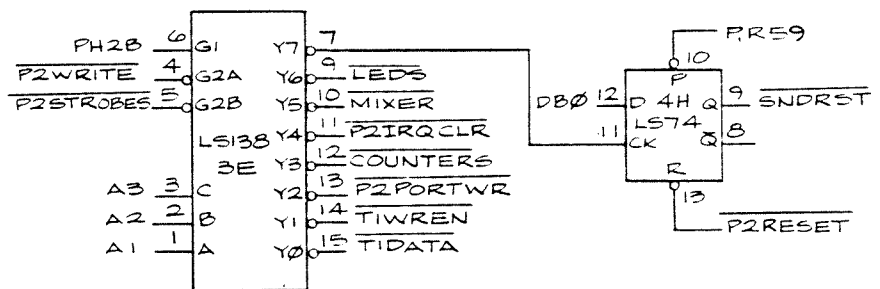 PH2B 6 G1 Y7 7
P2WRITE 4 G2A Y6 9 LEDS
P2STROBES 5 G2B Y5 10 MIXER
Y4 11 P2IRQCLR
LS138 Y3 12 COUNTERS
3E
A3 3 C Y2 13 P2PORTWR
A2 2 B Y1 14 TIWREN
A1 1 A YØ 15 TIDATA
P,R59
10
P
DBØ 12 D 4H Q 9 SNDRST
LS74
11 CK Q̅ 8
R
13
P2RESET